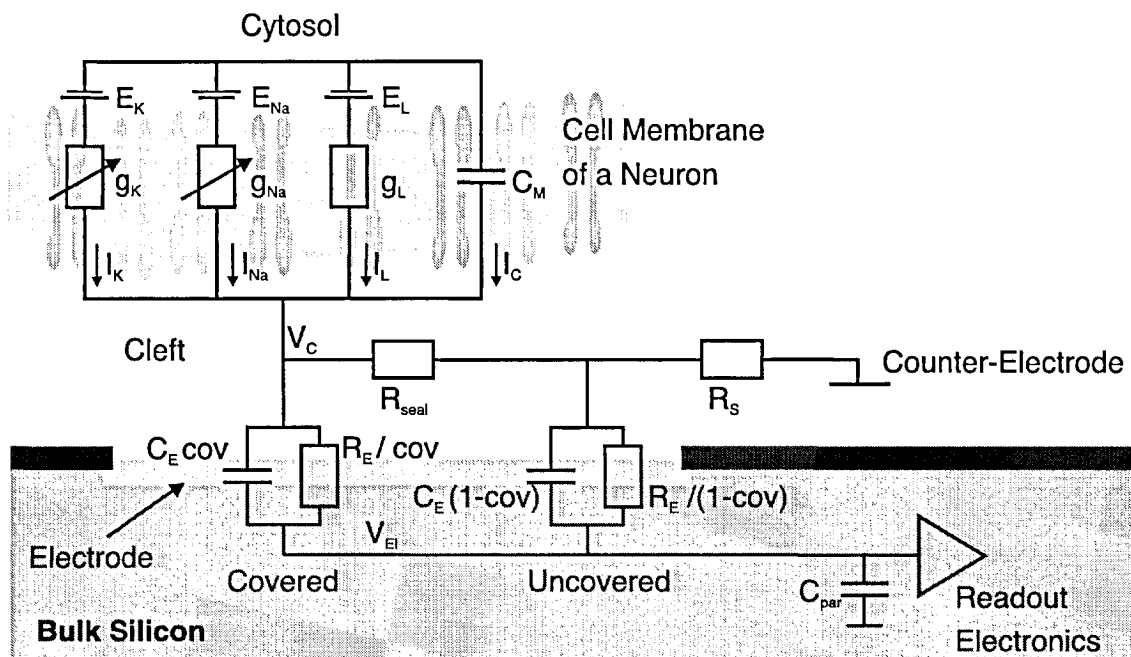 Cytosol
E_K
E_Na
E_L
Cell Membrane
of a Neuron
g_K
g_Na
g_L
C_M
I_K
I_Na
I_L
I_C
Cleft
V_C
Counter-Electrode
R_seal
R_S
C_E cov
R_E / cov
C_E (1-cov)
R_E /(1-cov)
Electrode
V_El
Covered
Uncovered
C_par
Readout
Electronics
Bulk Silicon